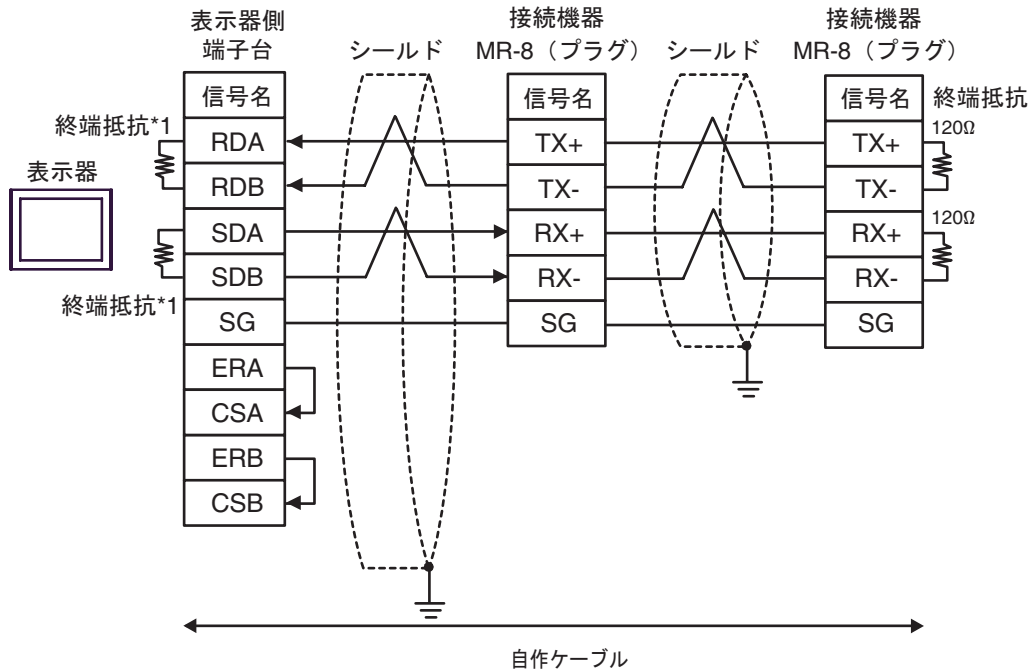 表示器側
端子台
シールド
接続機器
MR-8（プラグ）
シールド
接続機器
MR-8（プラグ）
終端抵抗*1
表示器
終端抵抗*1
信号名
RDA
RDB
SDA
SDB
SG
ERA
CSA
ERB
CSB
信号名
TX+
TX-
RX+
RX-
SG
信号名
TX+
TX-
RX+
RX-
SG
終端抵抗
120Ω
120Ω
自作ケーブル